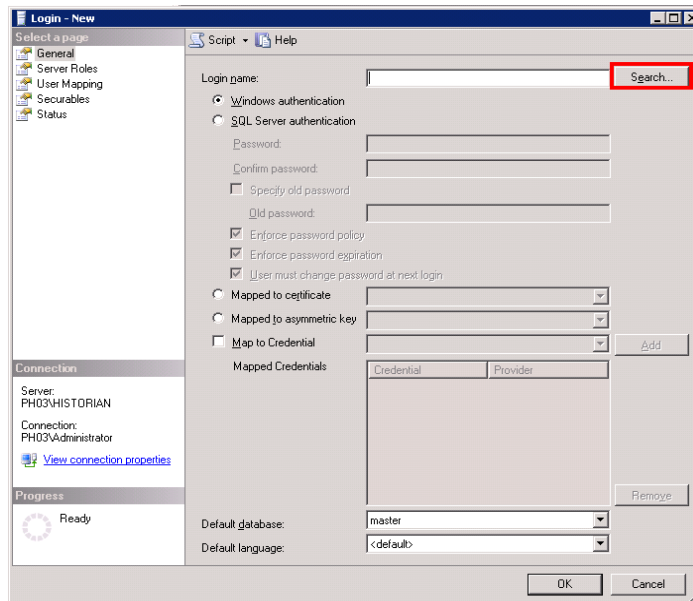 Login - New
Select a page
General
Server Roles
User Mapping
Securables
Status
Script Help
Login name:
Search...
Windows authentication
SQL Server authentication
Password:
Confirm password:
Specify old password
Old password:
Enforce password policy
Enforce password expiration
User must change password at next login
Mapped to certificate
Mapped to asymmetric key
Map to Credential
Add
Mapped Credentials
Credential Provider
Remove
Default database:
master
Default language:
<default>
Connection
Server:
PH03\HISTORIAN
Connection:
PH03\Administrator
View connection properties
Progress
Ready
OK Cancel